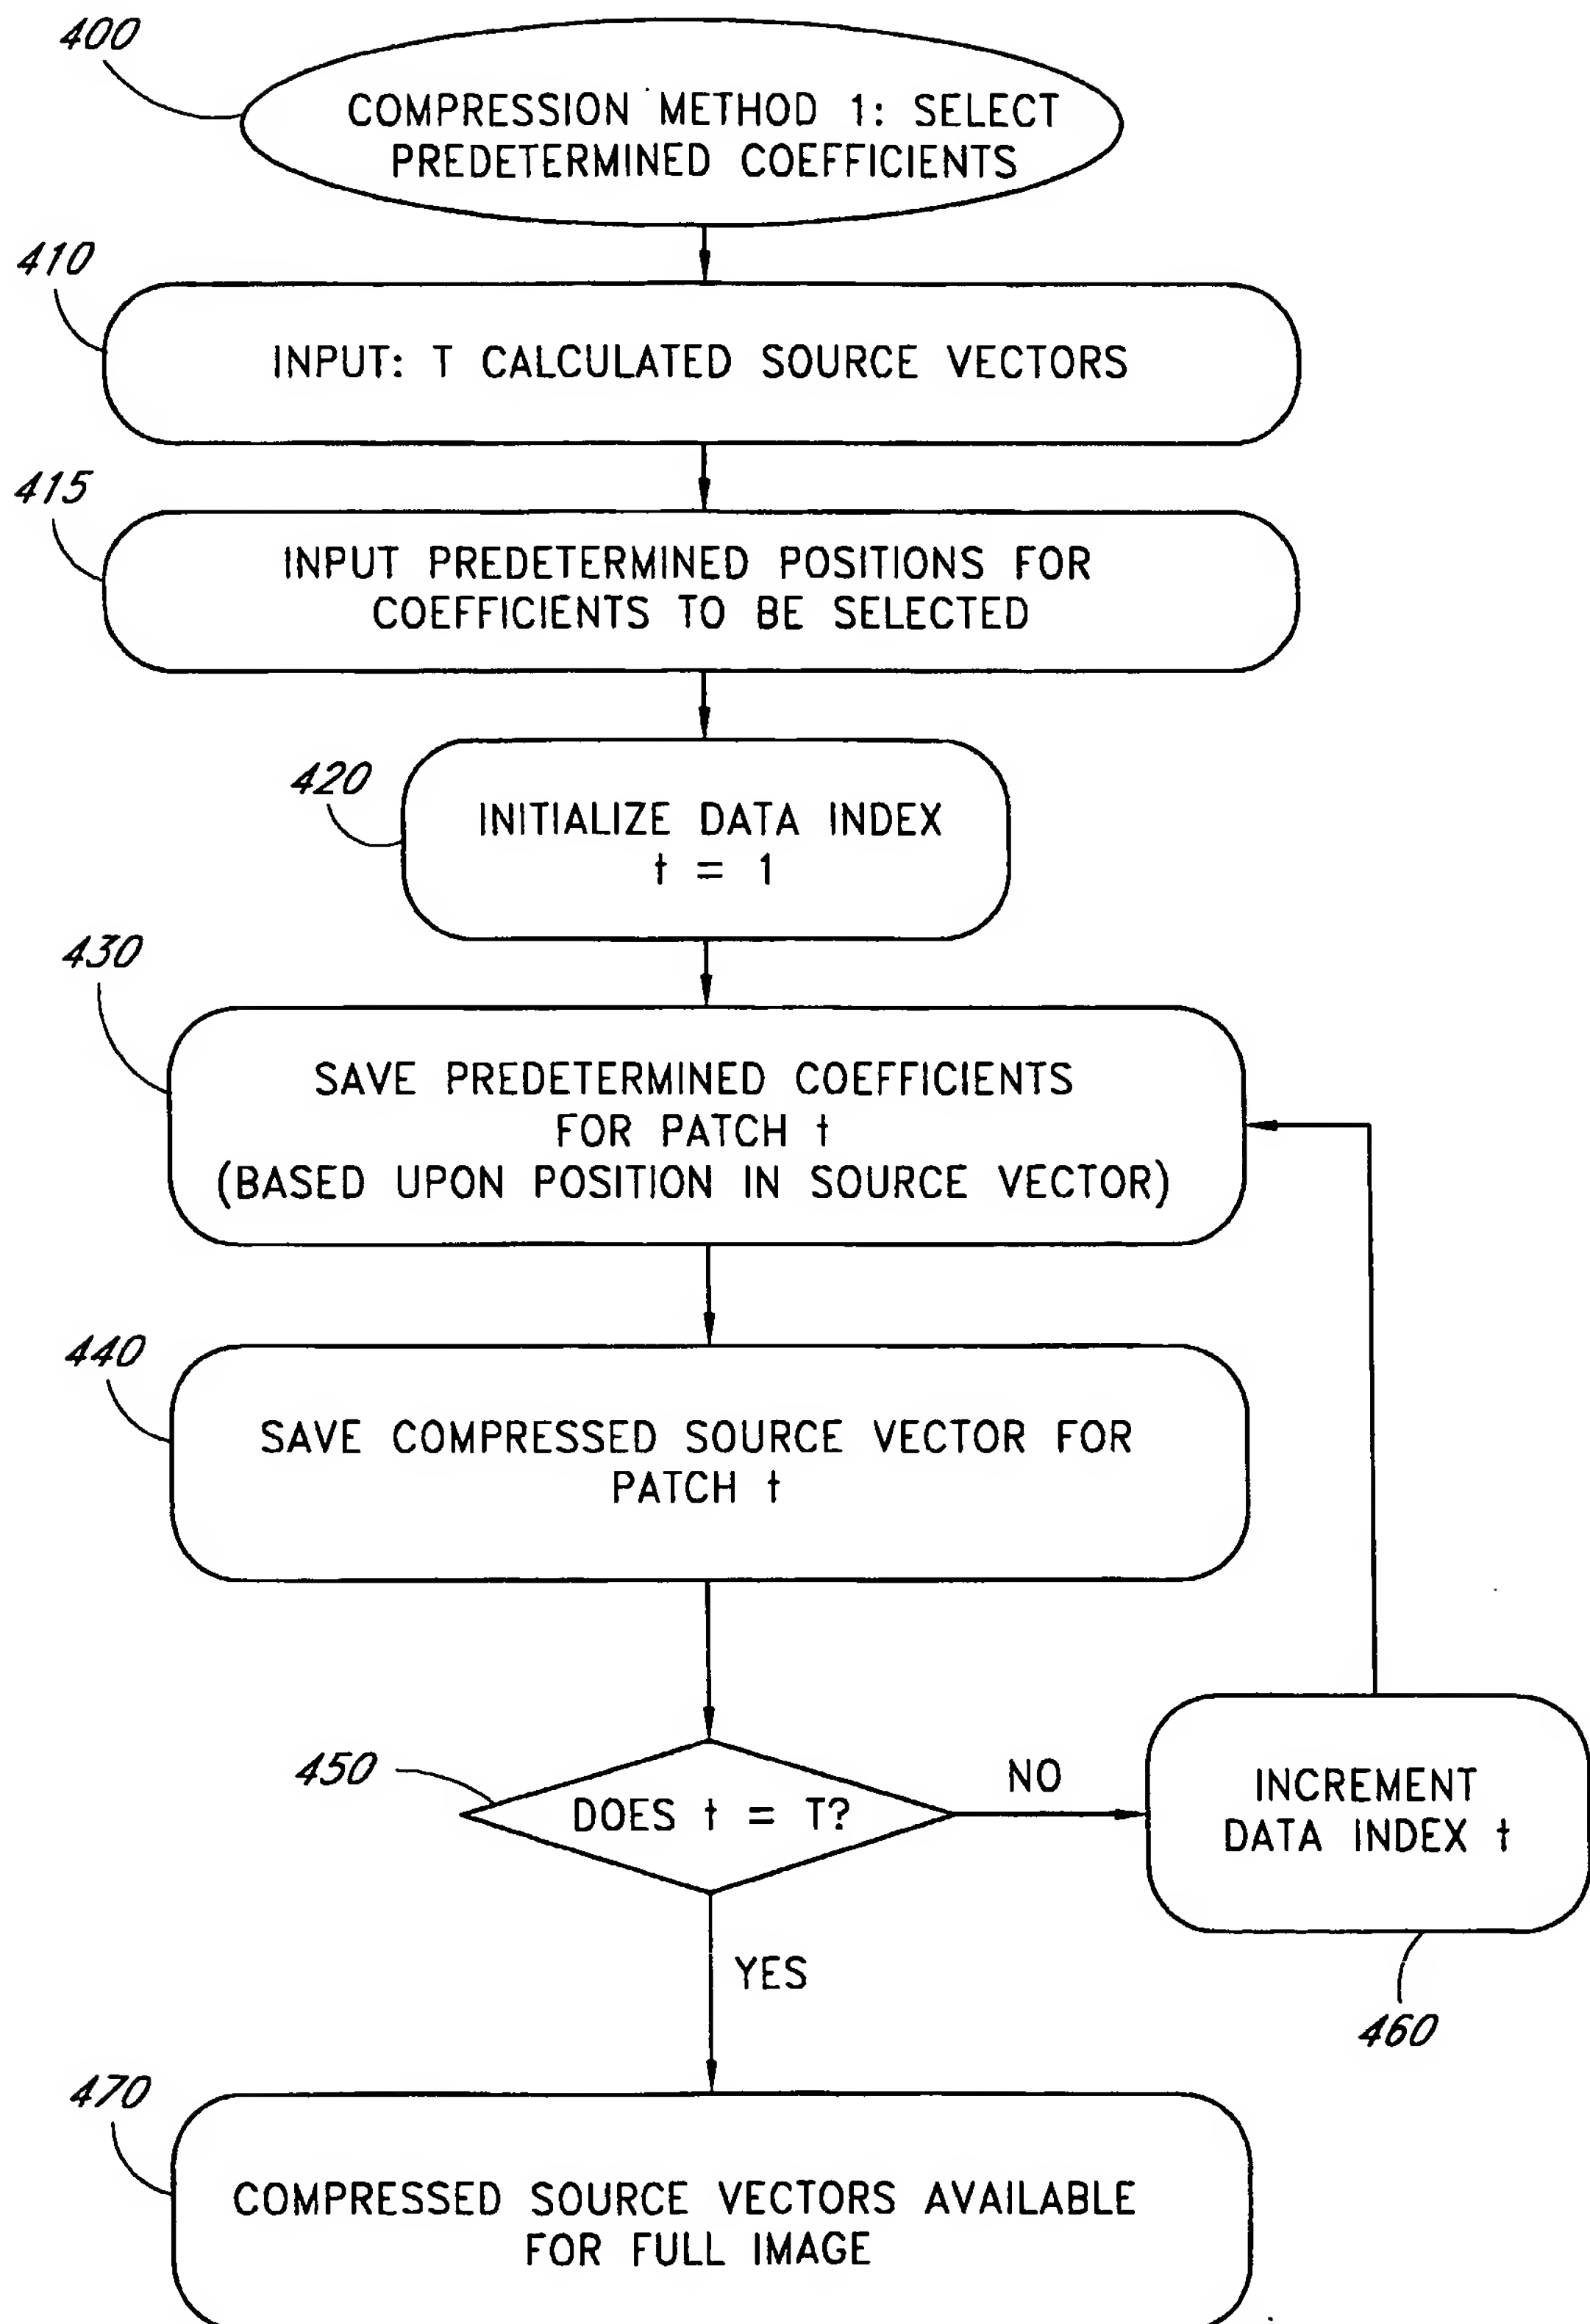 400
COMPRESSION METHOD 1: SELECT
PREDETERMINED COEFFICIENTS
410
INPUT: T CALCULATED SOURCE VECTORS
415
INPUT PREDETERMINED POSITIONS FOR
COEFFICIENTS TO BE SELECTED
420
INITIALIZE DATA INDEX
t = 1
430
SAVE PREDETERMINED COEFFICIENTS
FOR PATCH t
(BASED UPON POSITION IN SOURCE VECTOR)
440
SAVE COMPRESSED SOURCE VECTOR FOR
PATCH t
450
DOES t = T?
NO
INCREMENT
DATA INDEX t
460
YES
470
COMPRESSED SOURCE VECTORS AVAILABLE
FOR FULL IMAGE